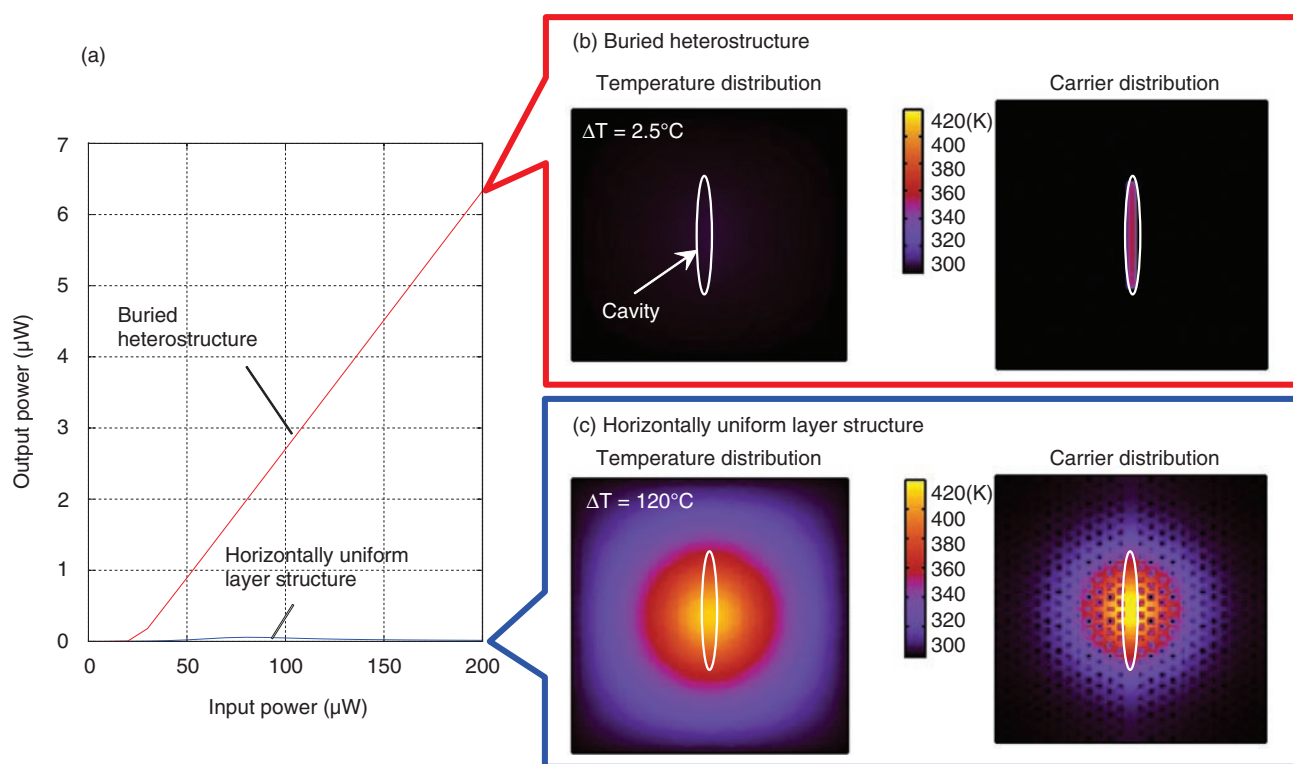 (a)
7
6
5
4
3
2
1
0
0
50
100
150
200
Output power (µW)
Input power (µW)
Buried
heterostructure
Horizontally uniform
layer structure
(b) Buried heterostructure
Temperature distribution
Carrier distribution
ΔT = 2.5°C
Cavity
420(K)
400
380
360
340
320
300
(c) Horizontally uniform layer structure
Temperature distribution
Carrier distribution
ΔT = 120°C
420(K)
400
380
360
340
320
300